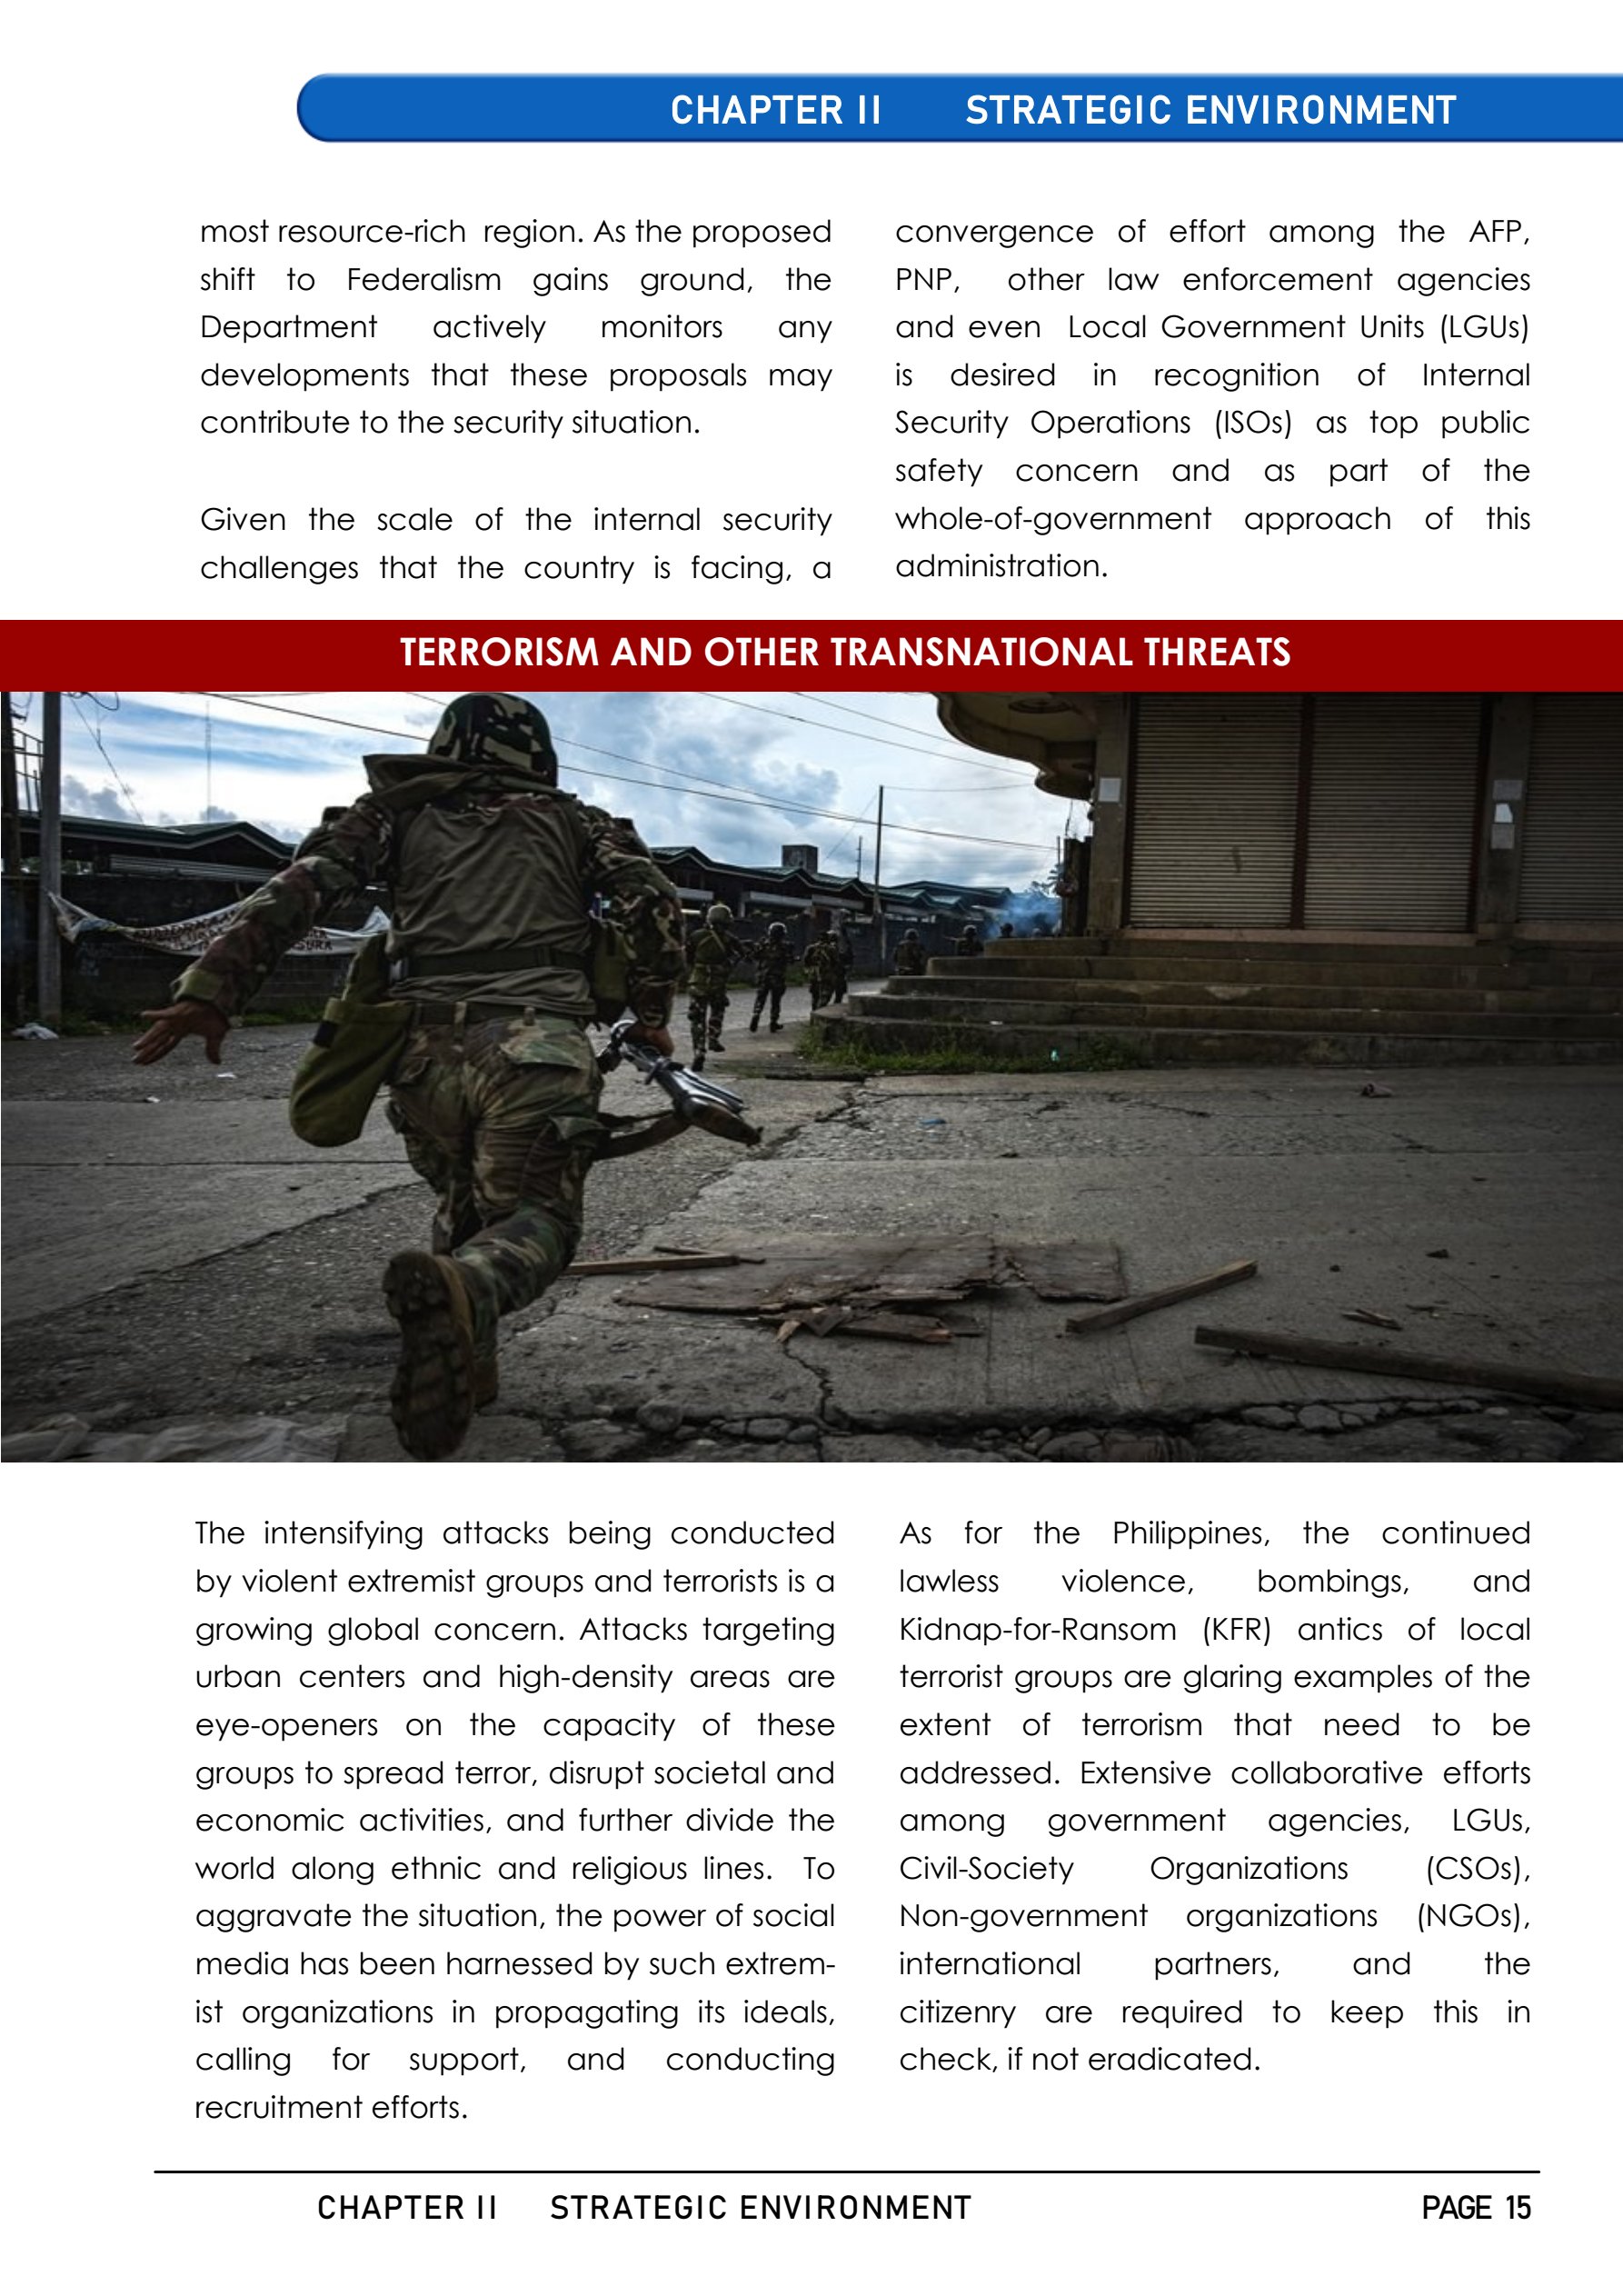 CHAPTER II STRATEGIC ENVIRONMENT
most resource-rich region. As the proposed
shift to Federalism gains ground, the
Department actively monitors any
developments that these proposals may
contribute to the security situation.
Given the scale of the internal security
challenges that the country is facing, a
convergence of effort among the AFP,
PNP, other law enforcement agencies
and even Local Government Units (LGUs)
is desired in recognition of Internal
Security Operations (ISOs) as top public
safety concern and as part of the
whole-of-government approach of this
administration.
TERRORISM AND OTHER TRANSNATIONAL THREATS
The intensifying attacks being conducted
by violent extremist groups and terrorists is a
growing global concern. Attacks targeting
urban centers and high-density areas are
eye-openers on the capacity of these
groups to spread terror, disrupt societal and
economic activities, and further divide the
world along ethnic and religious lines. To
aggravate the situation, the power of social
media has been harnessed by such extrem-
ist organizations in propagating its ideals,
calling for support, and conducting
recruitment efforts.
As for the Philippines, the continued
lawless violence, bombings, and
Kidnap-for-Ransom (KFR) antics of local
terrorist groups are glaring examples of the
extent of terrorism that need to be
addressed. Extensive collaborative efforts
among government agencies, LGUs,
Civil-Society Organizations (CSOs),
Non-government organizations (NGOs),
international partners, and the
citizenry are required to keep this in
check, if not eradicated.
CHAPTER II STRATEGIC ENVIRONMENT PAGE 15